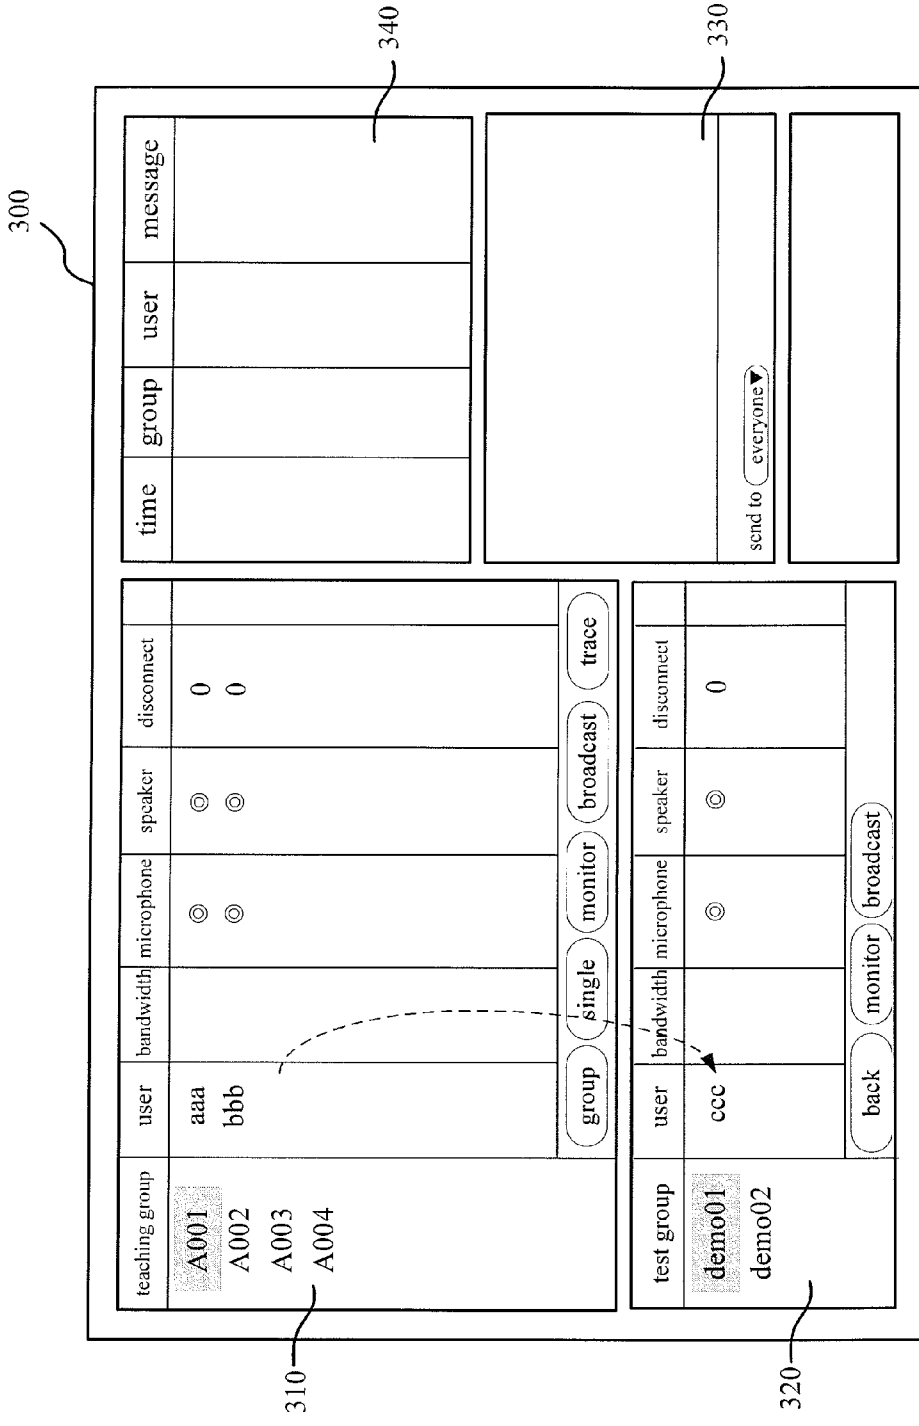 300
teaching group user bandwidth microphone speaker disconnect
A001 aaa ◎ ◎ 0
A002 bbb ◎ ◎ 0
A003
A004
group single monitor broadcast trace
310
time group user message
340
test group user bandwidth microphone speaker disconnect
demo01 ccc ◎ ◎ 0
demo02
back monitor broadcast
320
330
send to everyone▼